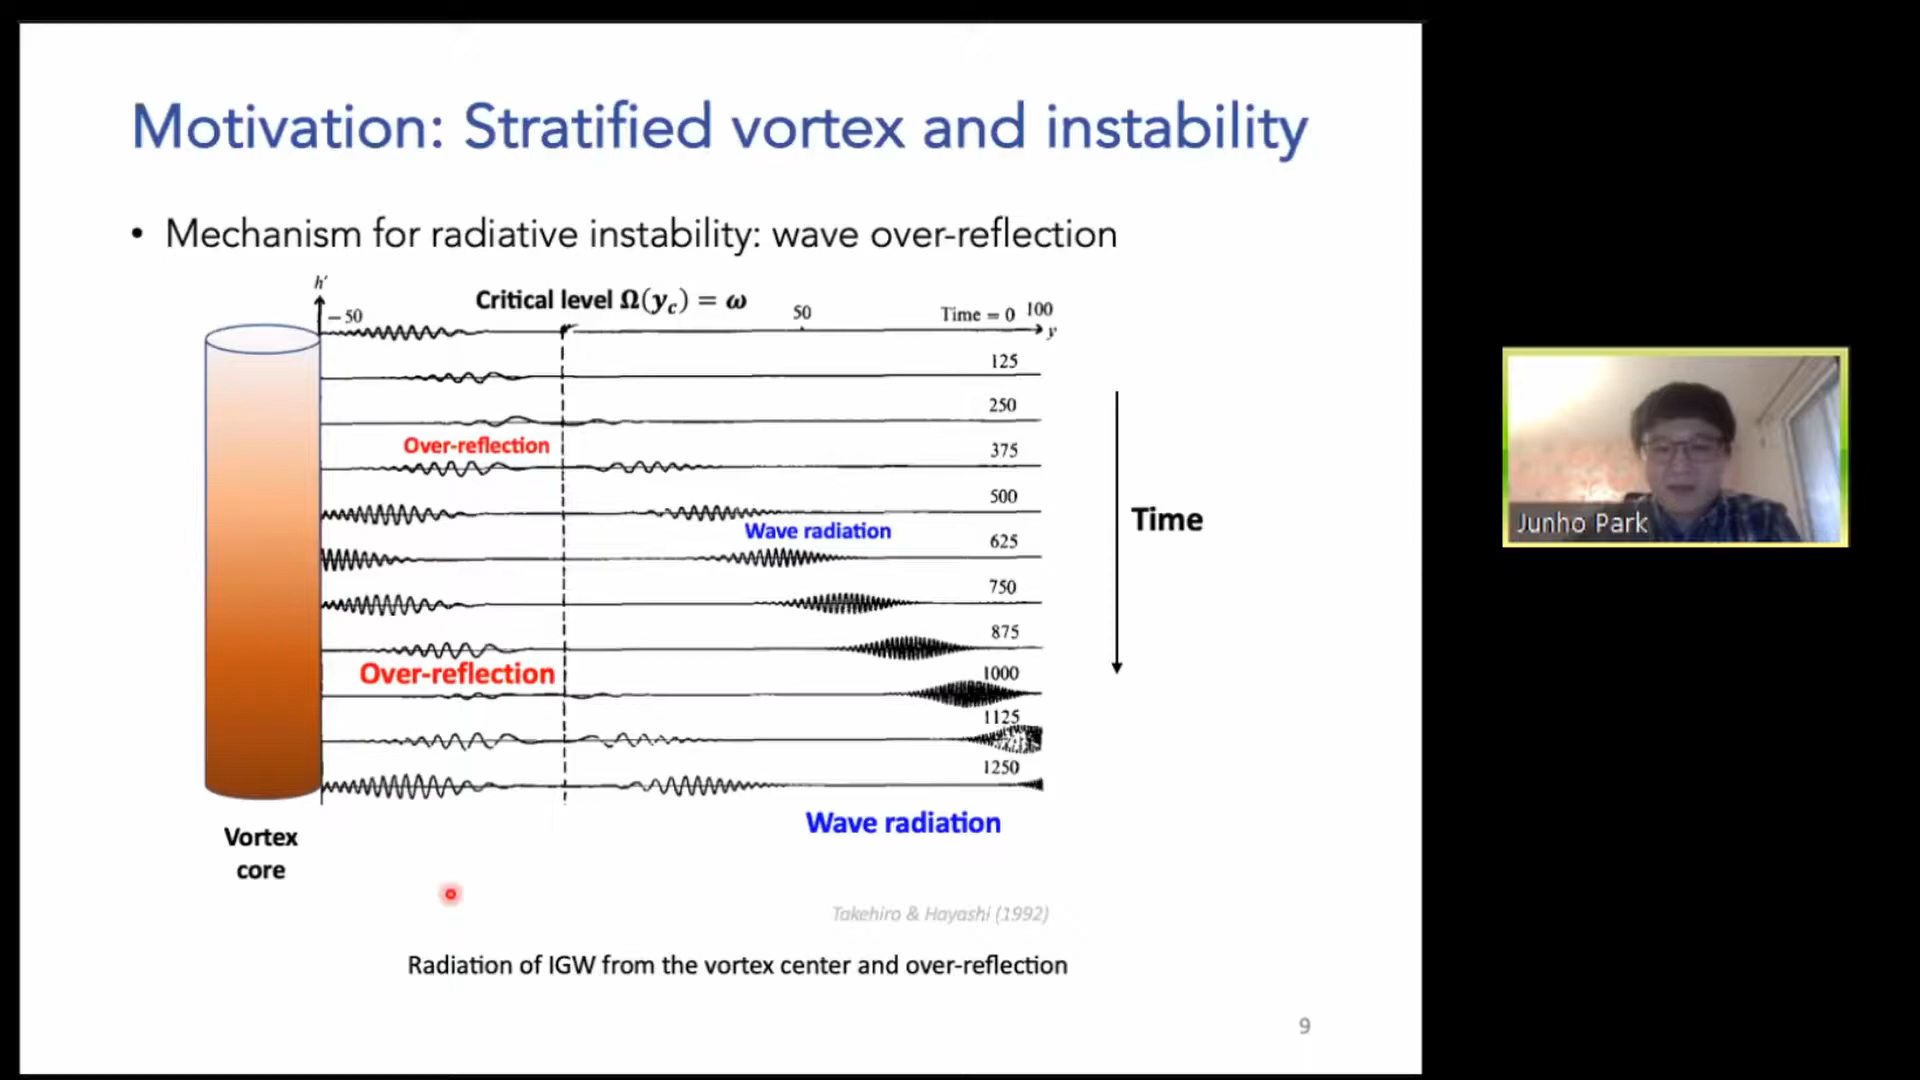 Motivation: Stratified vortex and instability
• Mechanism for radiative instability: wave over-reflection
h'
Critical level Ω(y_c) = ω
−50
50
Time = 0
100
y
125
250
Over-reflection
375
500
Wave radiation
Time
625
750
875
Over-reflection
1000
1125
1250
Wave radiation
Vortex
core
Takehiro & Hayashi (1992)
Radiation of IGW from the vortex center and over-reflection
9
Junho Park